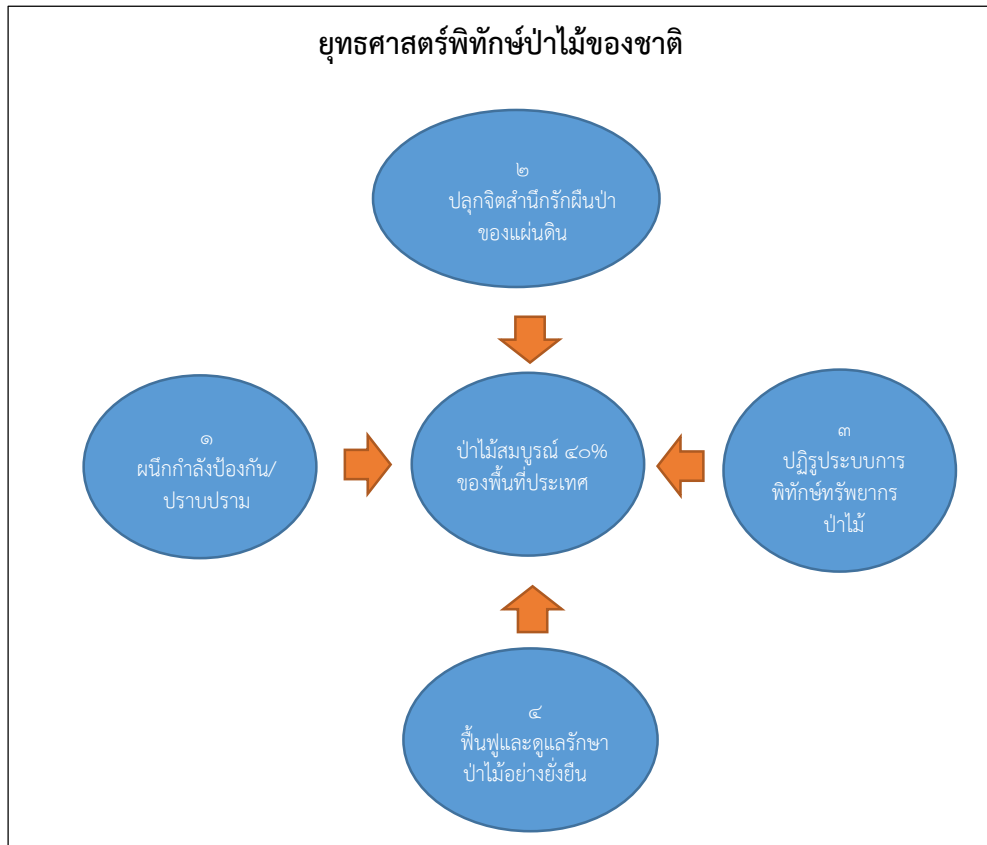 ยุทธศาสตร์พิทักษ์ป่าไม้ของชาติ
๒
ปลุกจิตสำนึกรักผืนป่า
ของแผ่นดิน
๑
ผนึกกำลังป้องกัน/
ปราบปราม
ป่าไม้สมบูรณ์ ๔๐%
ของพื้นที่ประเทศ
๓
ปฏิรูประบบการ
พิทักษ์ทรัพยากร
ป่าไม้
๔
ฟื้นฟูและดูแลรักษา
ป่าไม้อย่างยั่งยืน